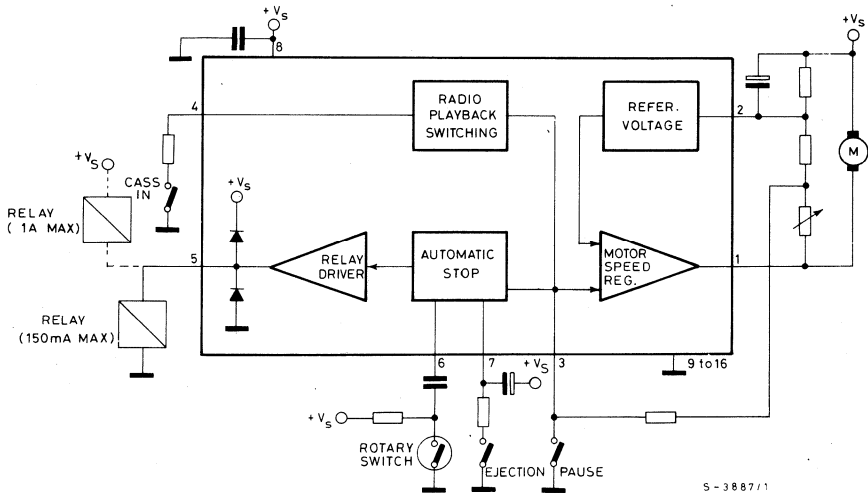 +Vs
+Vs
8
4
RADIO
PLAYBACK
SWITCHING
REFER.
VOLTAGE
2
M
+Vs
CASS
IN
+Vs
RELAY
( 1A MAX)
5
RELAY
DRIVER
AUTOMATIC
STOP
MOTOR
SPEED
REG.
1
RELAY
(150mA MAX)
6
7
3
9 to 16
+Vs
+Vs
ROTARY
SWITCH
EJECTION
PAUSE
S-3887/1